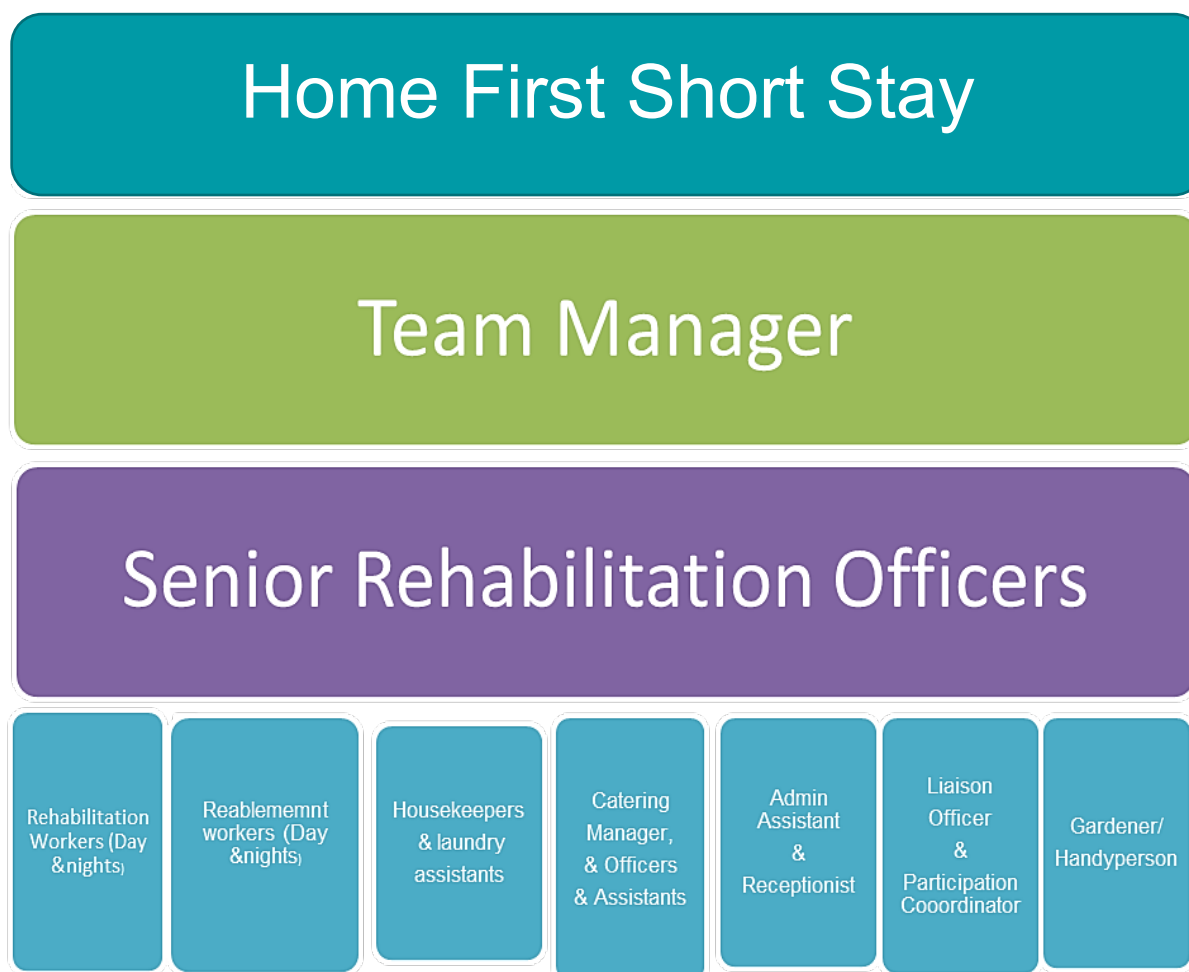 Home First Short Stay
Team Manager
Senior Rehabilitation Officers
Rehabilitation
Workers (Day
&nights)
Reablememnt
workers (Day
&nights)
Housekeepers
& laundry
assistants
Catering
Manager,
& Officers
& Assistants
Admin
Assistant
&
Receptionist
Liaison
Officer
&
Participation
Cooordinator
Gardener/
Handyperson